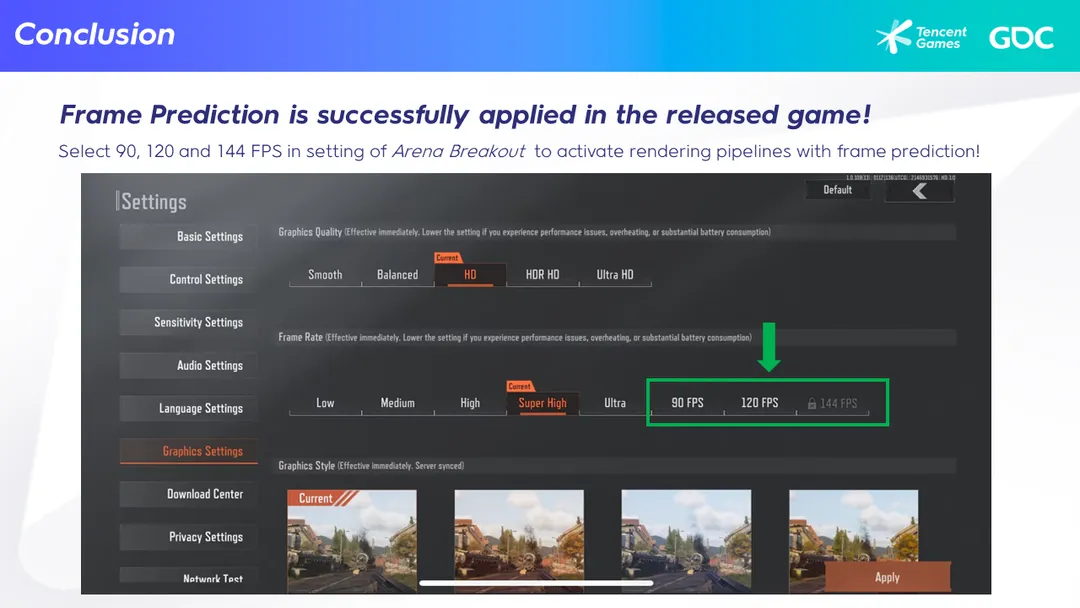 Conclusion
Tencent
Games
GDC
Frame Prediction is successfully applied in the released game!
Select 90, 120 and 144 FPS in setting of Arena Breakout to activate rendering pipelines with frame prediction!
Settings
Default
Basic Settings
Control Settings
Sensitivity Settings
Audio Settings
Language Settings
Graphics Settings
Download Center
Privacy Settings
Network Test
Graphics Quality (Effective immediately. Lower the setting if you experience performance issues, overheating, or substantial battery consumption)
Current
Smooth Balanced HD HDR HD Ultra HD
Frame Rate (Effective immediately. Lower the setting if you experience performance issues, overheating, or substantial battery consumption)
Current
Low Medium High Super High Ultra 90 FPS 120 FPS 144 FPS
Graphics Style (Effective immediately. Server synced)
Current
Apply